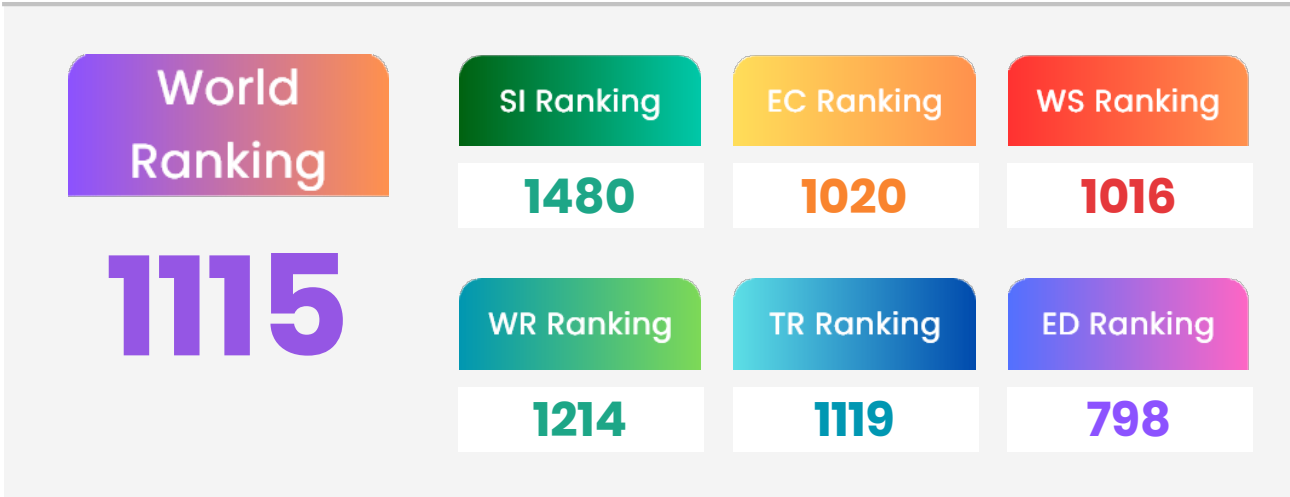 World
Ranking
1115
SI Ranking
1480
EC Ranking
1020
WS Ranking
1016
WR Ranking
1214
TR Ranking
1119
ED Ranking
798